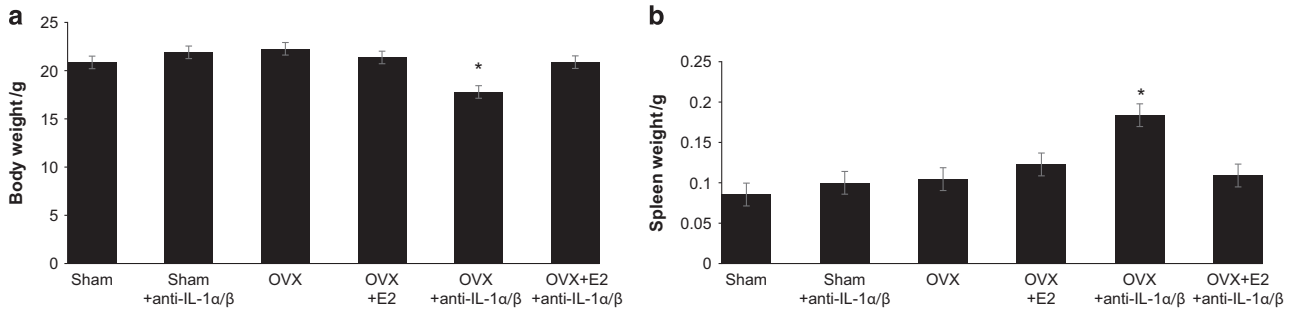 a
25
20
15
10
5
0
Body weight/g
*
Sham
Sham
+anti-IL-1α/β
OVX
OVX
+E2
OVX
+anti-IL-1α/β
OVX+E2
+anti-IL-1α/β
b
0.25
0.2
0.15
0.1
0.05
0
Spleen weight/g
*
Sham
Sham
+anti-IL-1α/β
OVX
OVX
+E2
OVX
+anti-IL-1α/β
OVX+E2
+anti-IL-1α/β